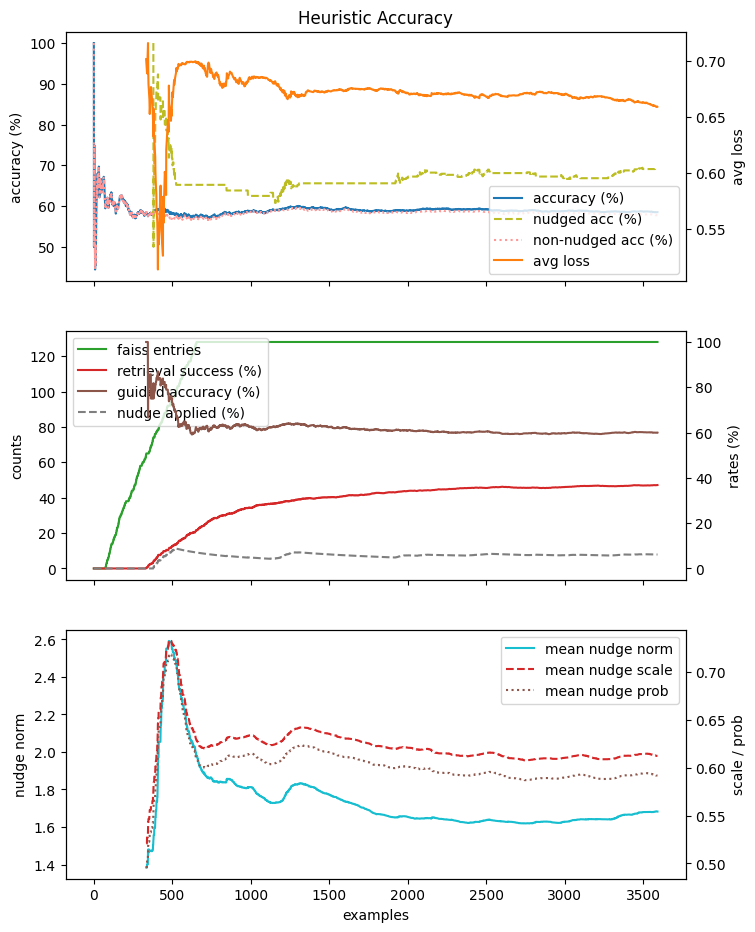 Heuristic Accuracy
100
90
80
70
60
50
accuracy (%)
0.70
0.65
0.60
0.55
avg loss
accuracy (%)
nudged acc (%)
non-nudged acc (%)
avg loss
120
100
80
60
40
20
0
counts
100
80
60
40
20
0
rates (%)
faiss entries
retrieval success (%)
guided accuracy (%)
nudge applied (%)
2.6
2.4
2.2
2.0
1.8
1.6
1.4
nudge norm
0.70
0.65
0.60
0.55
0.50
scale / prob
mean nudge norm
mean nudge scale
mean nudge prob
0 500 1000 1500 2000 2500 3000 3500
examples